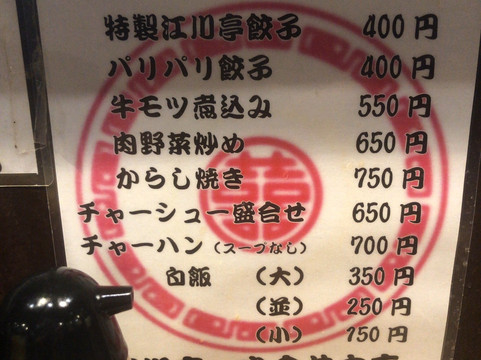 特製江川亭餃子 400円
パリパリ餃子 400円
牛モツ煮込み 550円
肉野菜炒め 650円
からし焼き 750円
チャーシュー盛合せ 650円
チャーハン(スープなし) 700円
白飯 (大) 350円
(並) 250円
(小) 150円